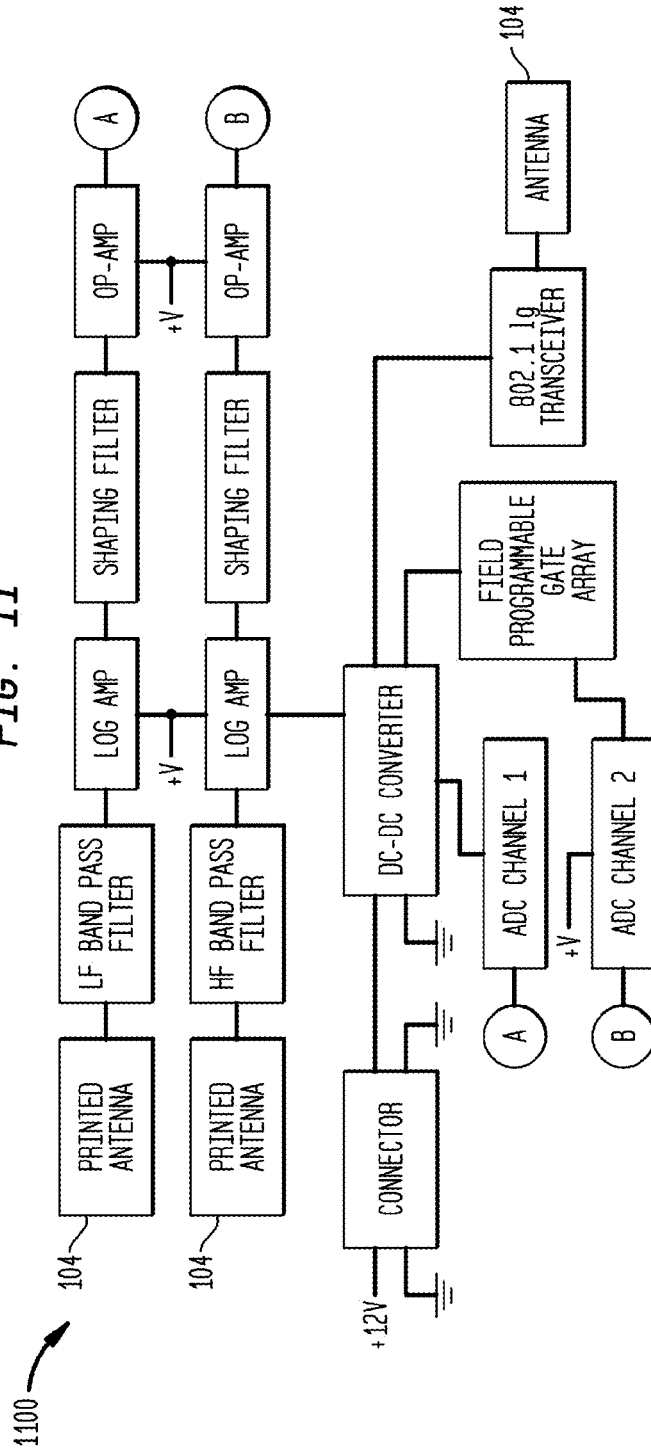 FIG. 11
1100
104
PRINTED
ANTENNA
LF BAND PASS
FILTER
LOG AMP
SHAPING FILTER
OP-AMP
A
+V
+V
104
PRINTED
ANTENNA
HF BAND PASS
FILTER
LOG AMP
SHAPING FILTER
OP-AMP
B
+12V
CONNECTOR
DC-DC CONVERTER
802.1 1g
TRANSCEIVER
ANTENNA
104
FIELD
PROGRAMMABLE
GATE
ARRAY
A
ADC CHANNEL 1
+V
B
ADC CHANNEL 2